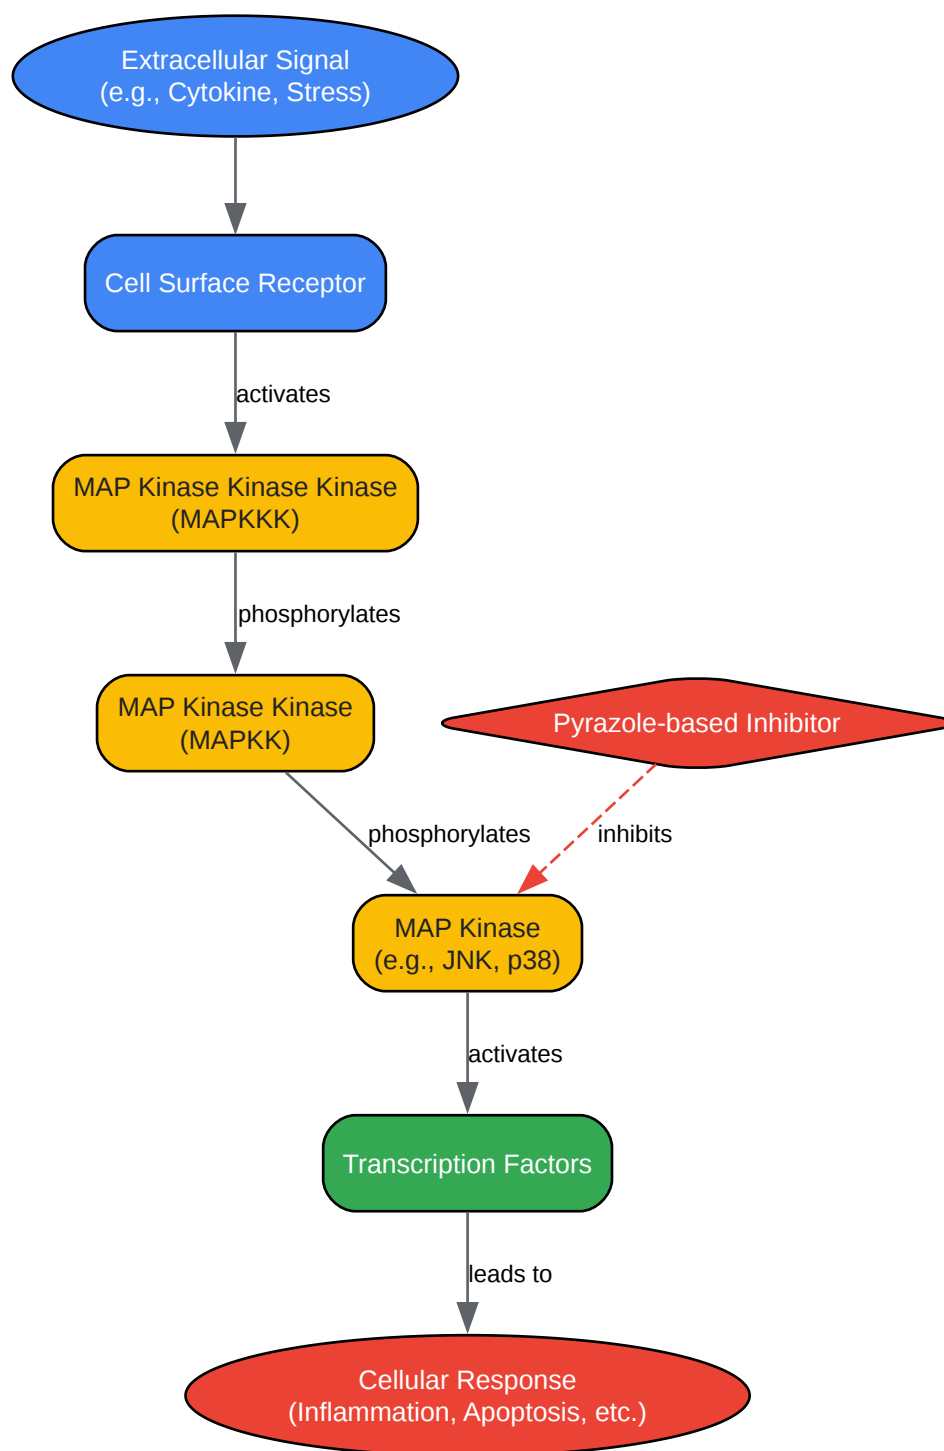 Extracellular Signal
(e.g., Cytokine, Stress)
Cell Surface Receptor
activates
MAP Kinase Kinase Kinase
(MAPKKK)
phosphorylates
MAP Kinase Kinase
(MAPKK)
Pyrazole-based Inhibitor
phosphorylates
inhibits
MAP Kinase
(e.g., JNK, p38)
activates
Transcription Factors
leads to
Cellular Response
(Inflammation, Apoptosis, etc.)